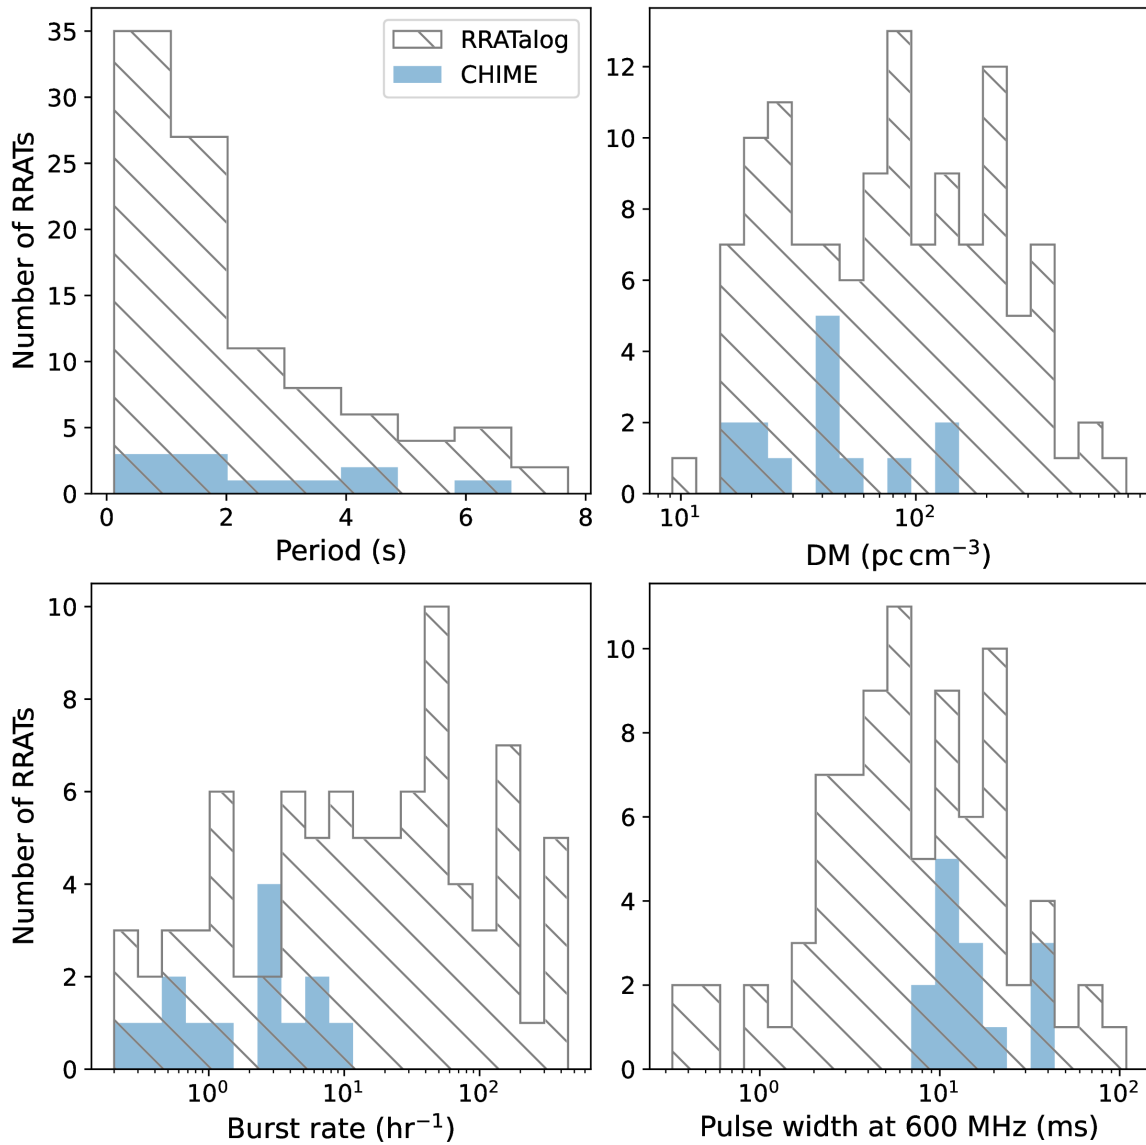 35
30
25
20
15
10
5
0
Number of RRATs
RRATalog
CHIME
0 2 4 6 8
Period (s)
12
10
8
6
4
2
0
10¹ 10²
DM (pc cm⁻³)
10
8
6
4
2
0
Number of RRATs
10⁰ 10¹ 10²
Burst rate (hr⁻¹)
10
8
6
4
2
0
10⁰ 10¹ 10²
Pulse width at 600 MHz (ms)